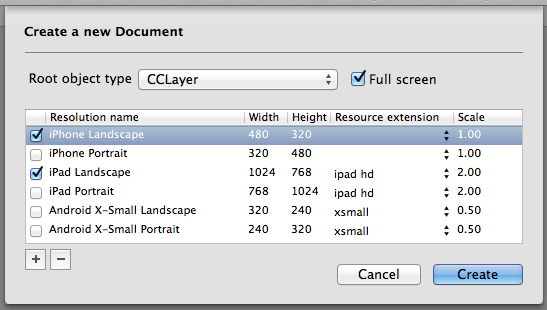 Create a new Document
Root object type CCLayer Full screen
Resolution name Width Height Resource extension Scale
iPhone Landscape 480 320 1.00
iPhone Portrait 320 480 1.00
iPad Landscape 1024 768 ipad hd 2.00
iPad Portrait 768 1024 ipad hd 2.00
Android X-Small Landscape 320 240 xsmall 0.50
Android X-Small Portrait 240 320 xsmall 0.50
+ −
Cancel Create